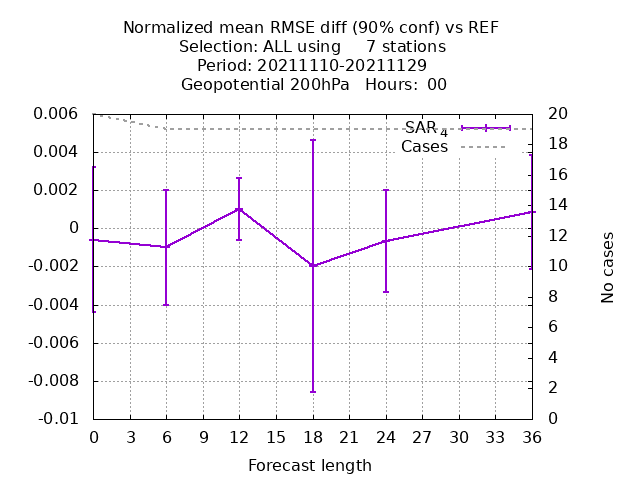 Normalized mean RMSE diff (90% conf) vs REF
Selection: ALL using     7 stations
Period: 20211110-20211129
Geopotential 200hPa   Hours:  00
0.006
0.004
0.002
0
-0.002
-0.004
-0.006
-0.008
-0.01
20
18
16
14
12
10
8
6
4
2
0
SAR_4
Cases
No cases
0 3 6 9 12 15 18 21 24 27 30 33 36
Forecast length